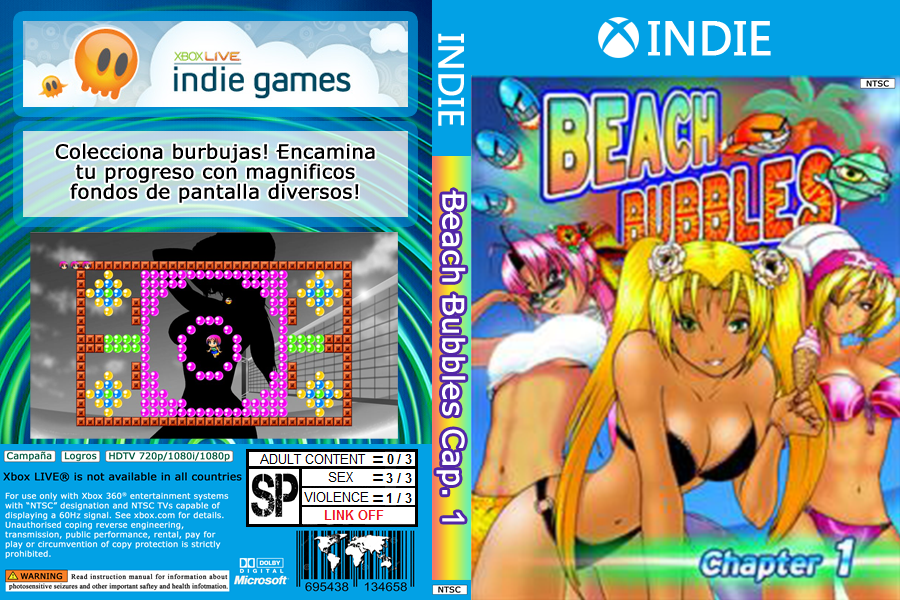 XBOX LIVE
indie games
Colecciona burbujas! Encamina
tu progreso con magnificos
fondos de pantalla diversos!
Campaña Logros HDTV 720p/1080i/1080p
Xbox LIVE® is not available in all countries
For use only with Xbox 360® entertainment systems
with “NTSC” designation and NTSC TVs capable of
displaying a 60Hz signal. See xbox.com for details.
Unauthorised coping reverse engineering,
transmission, public performance, rental, pay for
play or circumvention of copy protection is strictly
prohibited.
WARNING Read instruction manual for information about
photosensitive seizures and other important saftey and health infotmation.
SP
ADULT CONTENT = 0 / 3
SEX = 3 / 3
VIOLENCE = 1 / 3
LINK OFF
DOLBY
DIGITAL
Microsoft
695438 134658
INDIE
Beach Bubbles Cap. 1
NTSC
INDIE
NTSC
BEACH
BUBBLES
Chapter 1